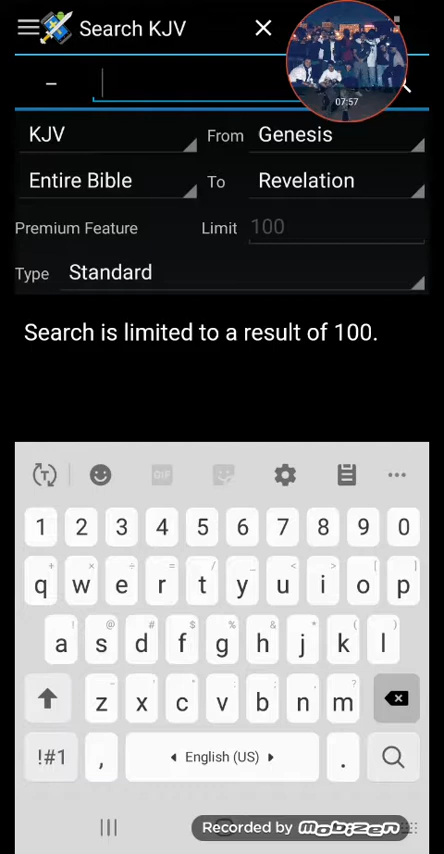 Search KJV
07:57
KJV From Genesis
Entire Bible To Revelation
Premium Feature Limit 100
Type Standard
Search is limited to a result of 100.
T GIF
1 2 3 4 5 6 7 8 9 0
q w e r t y u i o p
a s d f g h j k l
z x c v b n m
!#1 , English (US) .
Recorded by Mobizen